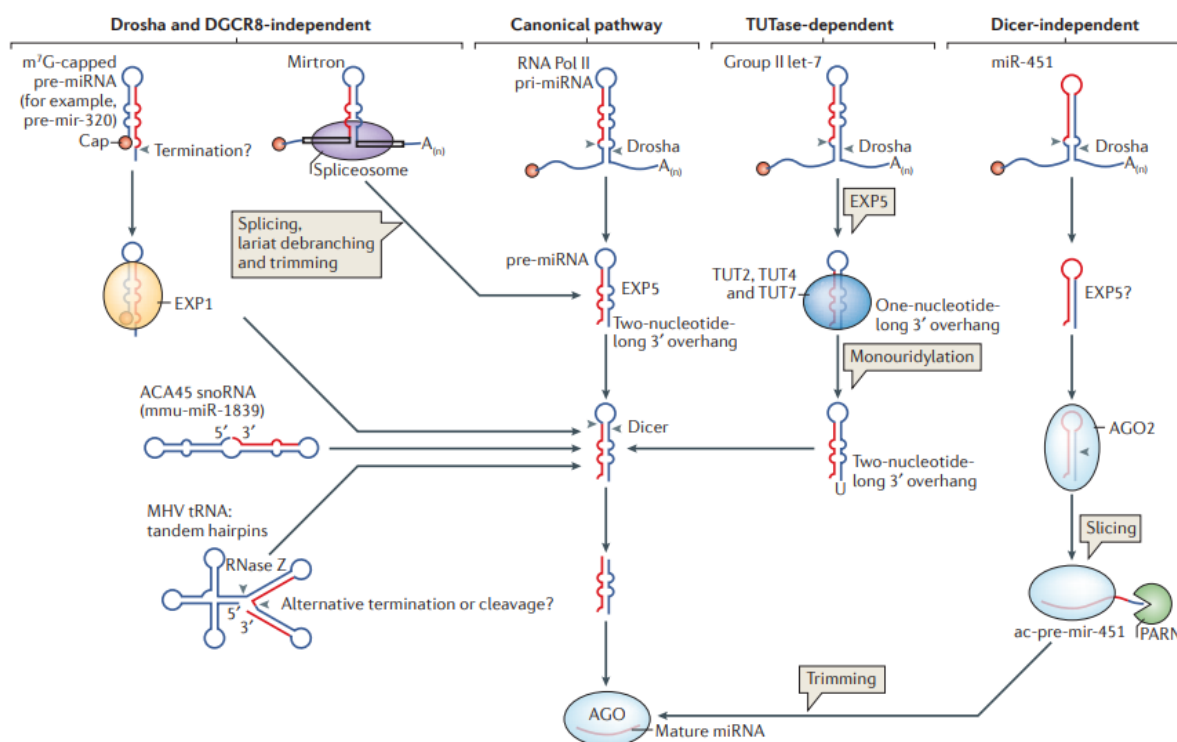 Drosha and DGCR8-independent
Canonical pathway
TUTase-dependent
Dicer-independent
m⁷G-capped
pre-miRNA
(for example,
pre-mir-320)
Cap
Termination?
EXP1
Mirtron
A(n)
Spliceosome
Splicing,
lariat debranching
and trimming
ACA45 snoRNA
(mmu-miR-1839)
5′ 3′
MHV tRNA:
tandem hairpins
RNase Z
5′
3′
Alternative termination or cleavage?
RNA Pol II
pri-miRNA
Drosha
A(n)
pre-miRNA
EXP5
Two-nucleotide-
long 3′ overhang
Dicer
AGO
Mature miRNA
Group II let-7
Drosha
A(n)
EXP5
TUT2, TUT4
and TUT7
One-nucleotide-
long 3′ overhang
Monouridylation
Two-nucleotide-
long 3′ overhang
U
miR-451
Drosha
A(n)
EXP5?
AGO2
Slicing
ac-pre-mir-451
PARN
Trimming